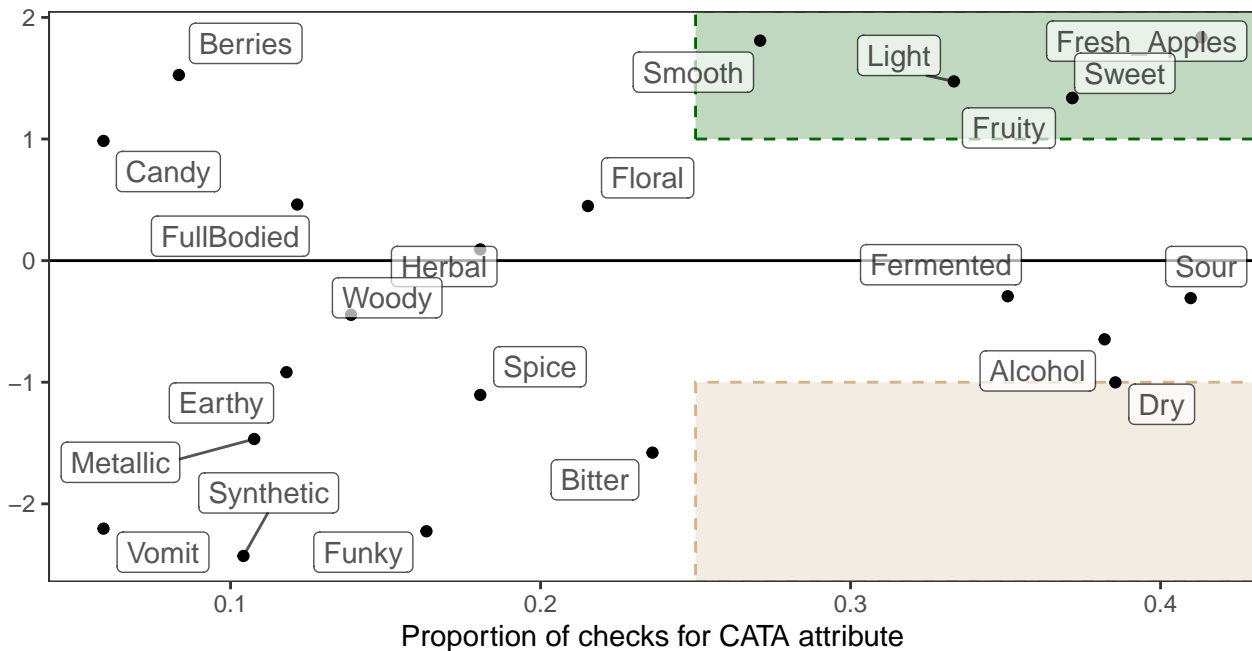 2
1
0
−1
−2
Berries
Smooth
Light
Fresh_Apples
Sweet
Fruity
Candy
Floral
FullBodied
Herbal
Fermented
Sour
Woody
Spice
Alcohol
Dry
Earthy
Metallic
Synthetic
Bitter
Vomit
Funky
0.1
0.2
0.3
0.4
Proportion of checks for CATA attribute